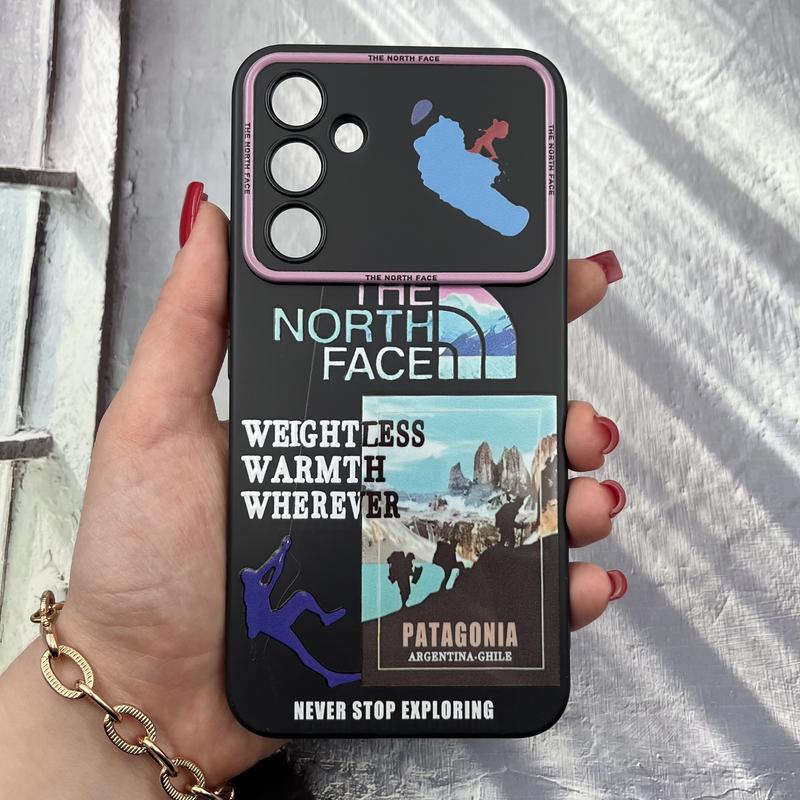 THE NORTH FACE
THE NORTH FACE
THE NORTH FACE
THE NORTH FACE
THE
NORTH
FACE
WEIGHTLESS
WARMTH
WHEREVER
PATAGONIA
ARGENTINA-GHILE
NEVER STOP EXPLORING